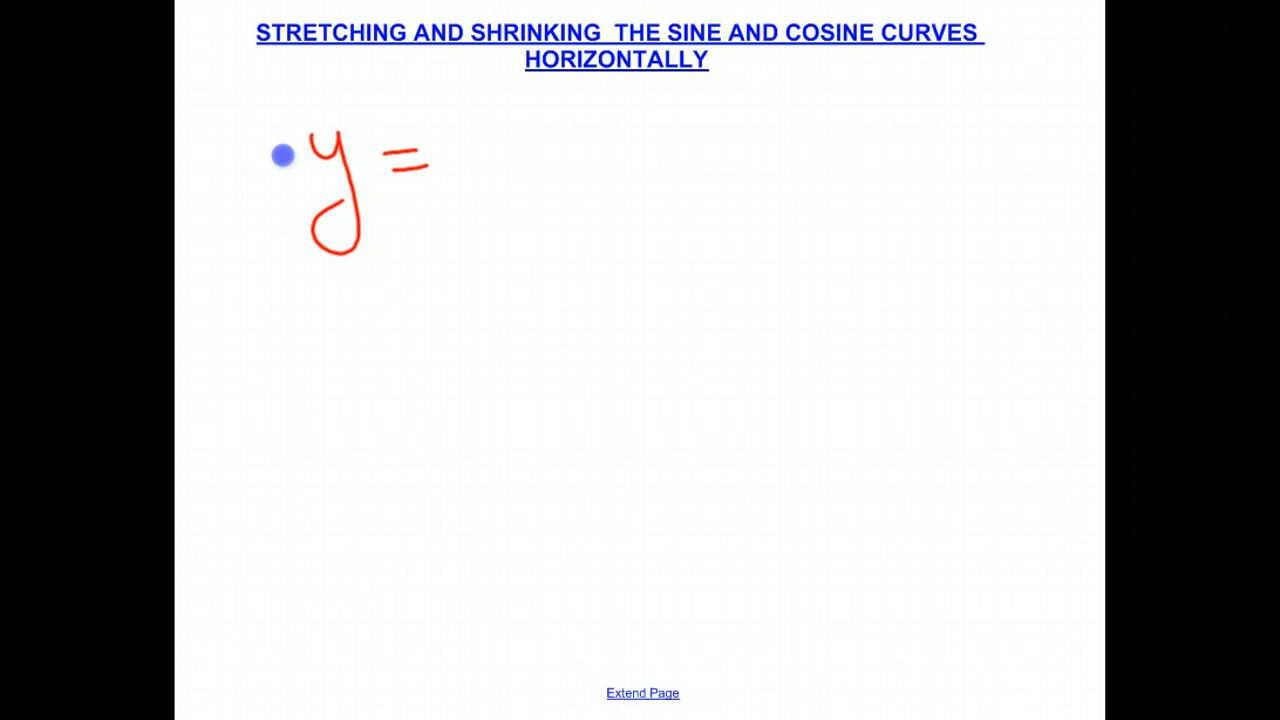 STRETCHING AND SHRINKING THE SINE AND COSINE CURVES
HORIZONTALLY
y =
Extend Page